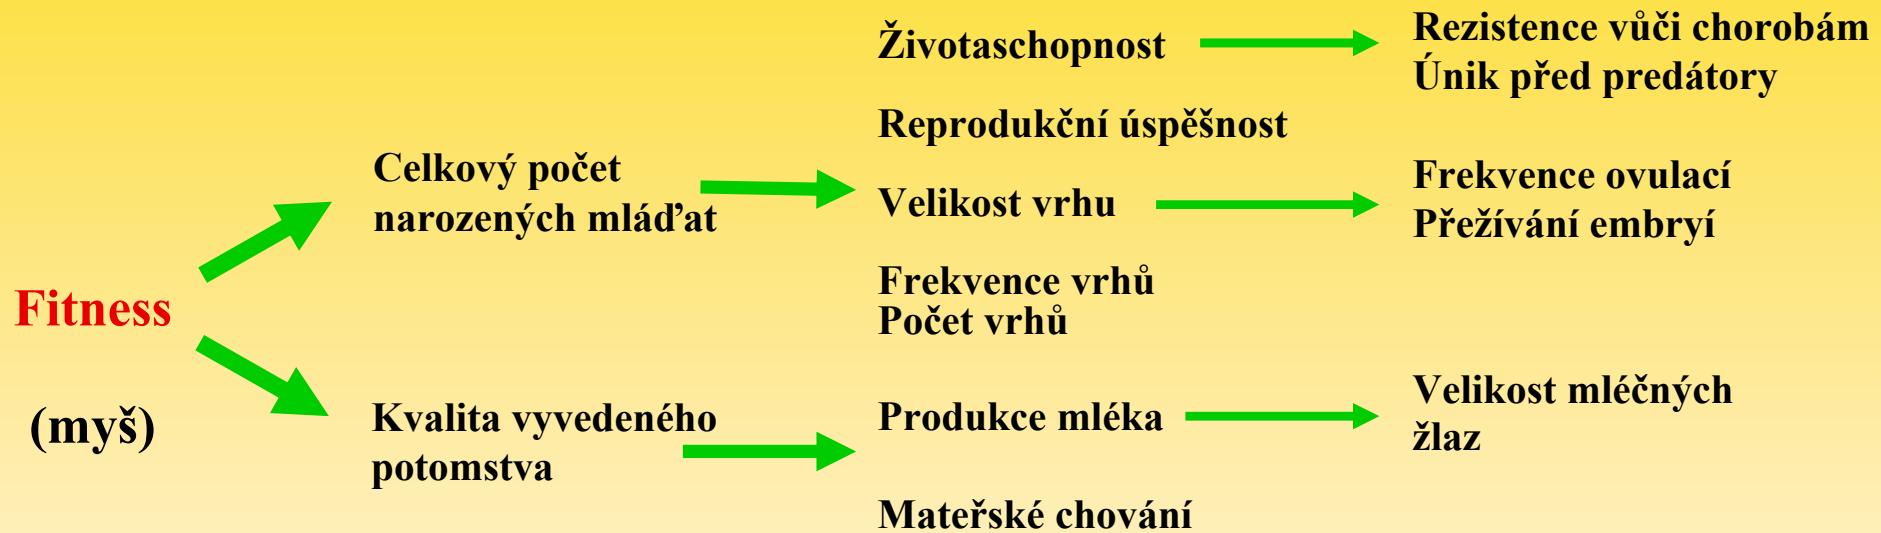 Fitness
(myš)
Celkový počet
narozených mláďat
Kvalita vyvedeného
potomstva
Životaschopnost
Reprodukční úspěšnost
Velikost vrhu
Frekvence vrhů
Počet vrhů
Produkce mléka
Mateřské chování
Rezistence vůči chorobám
Únik před predátory
Frekvence ovulací
Přežívání embryí
Velikost mléčných
žlaz